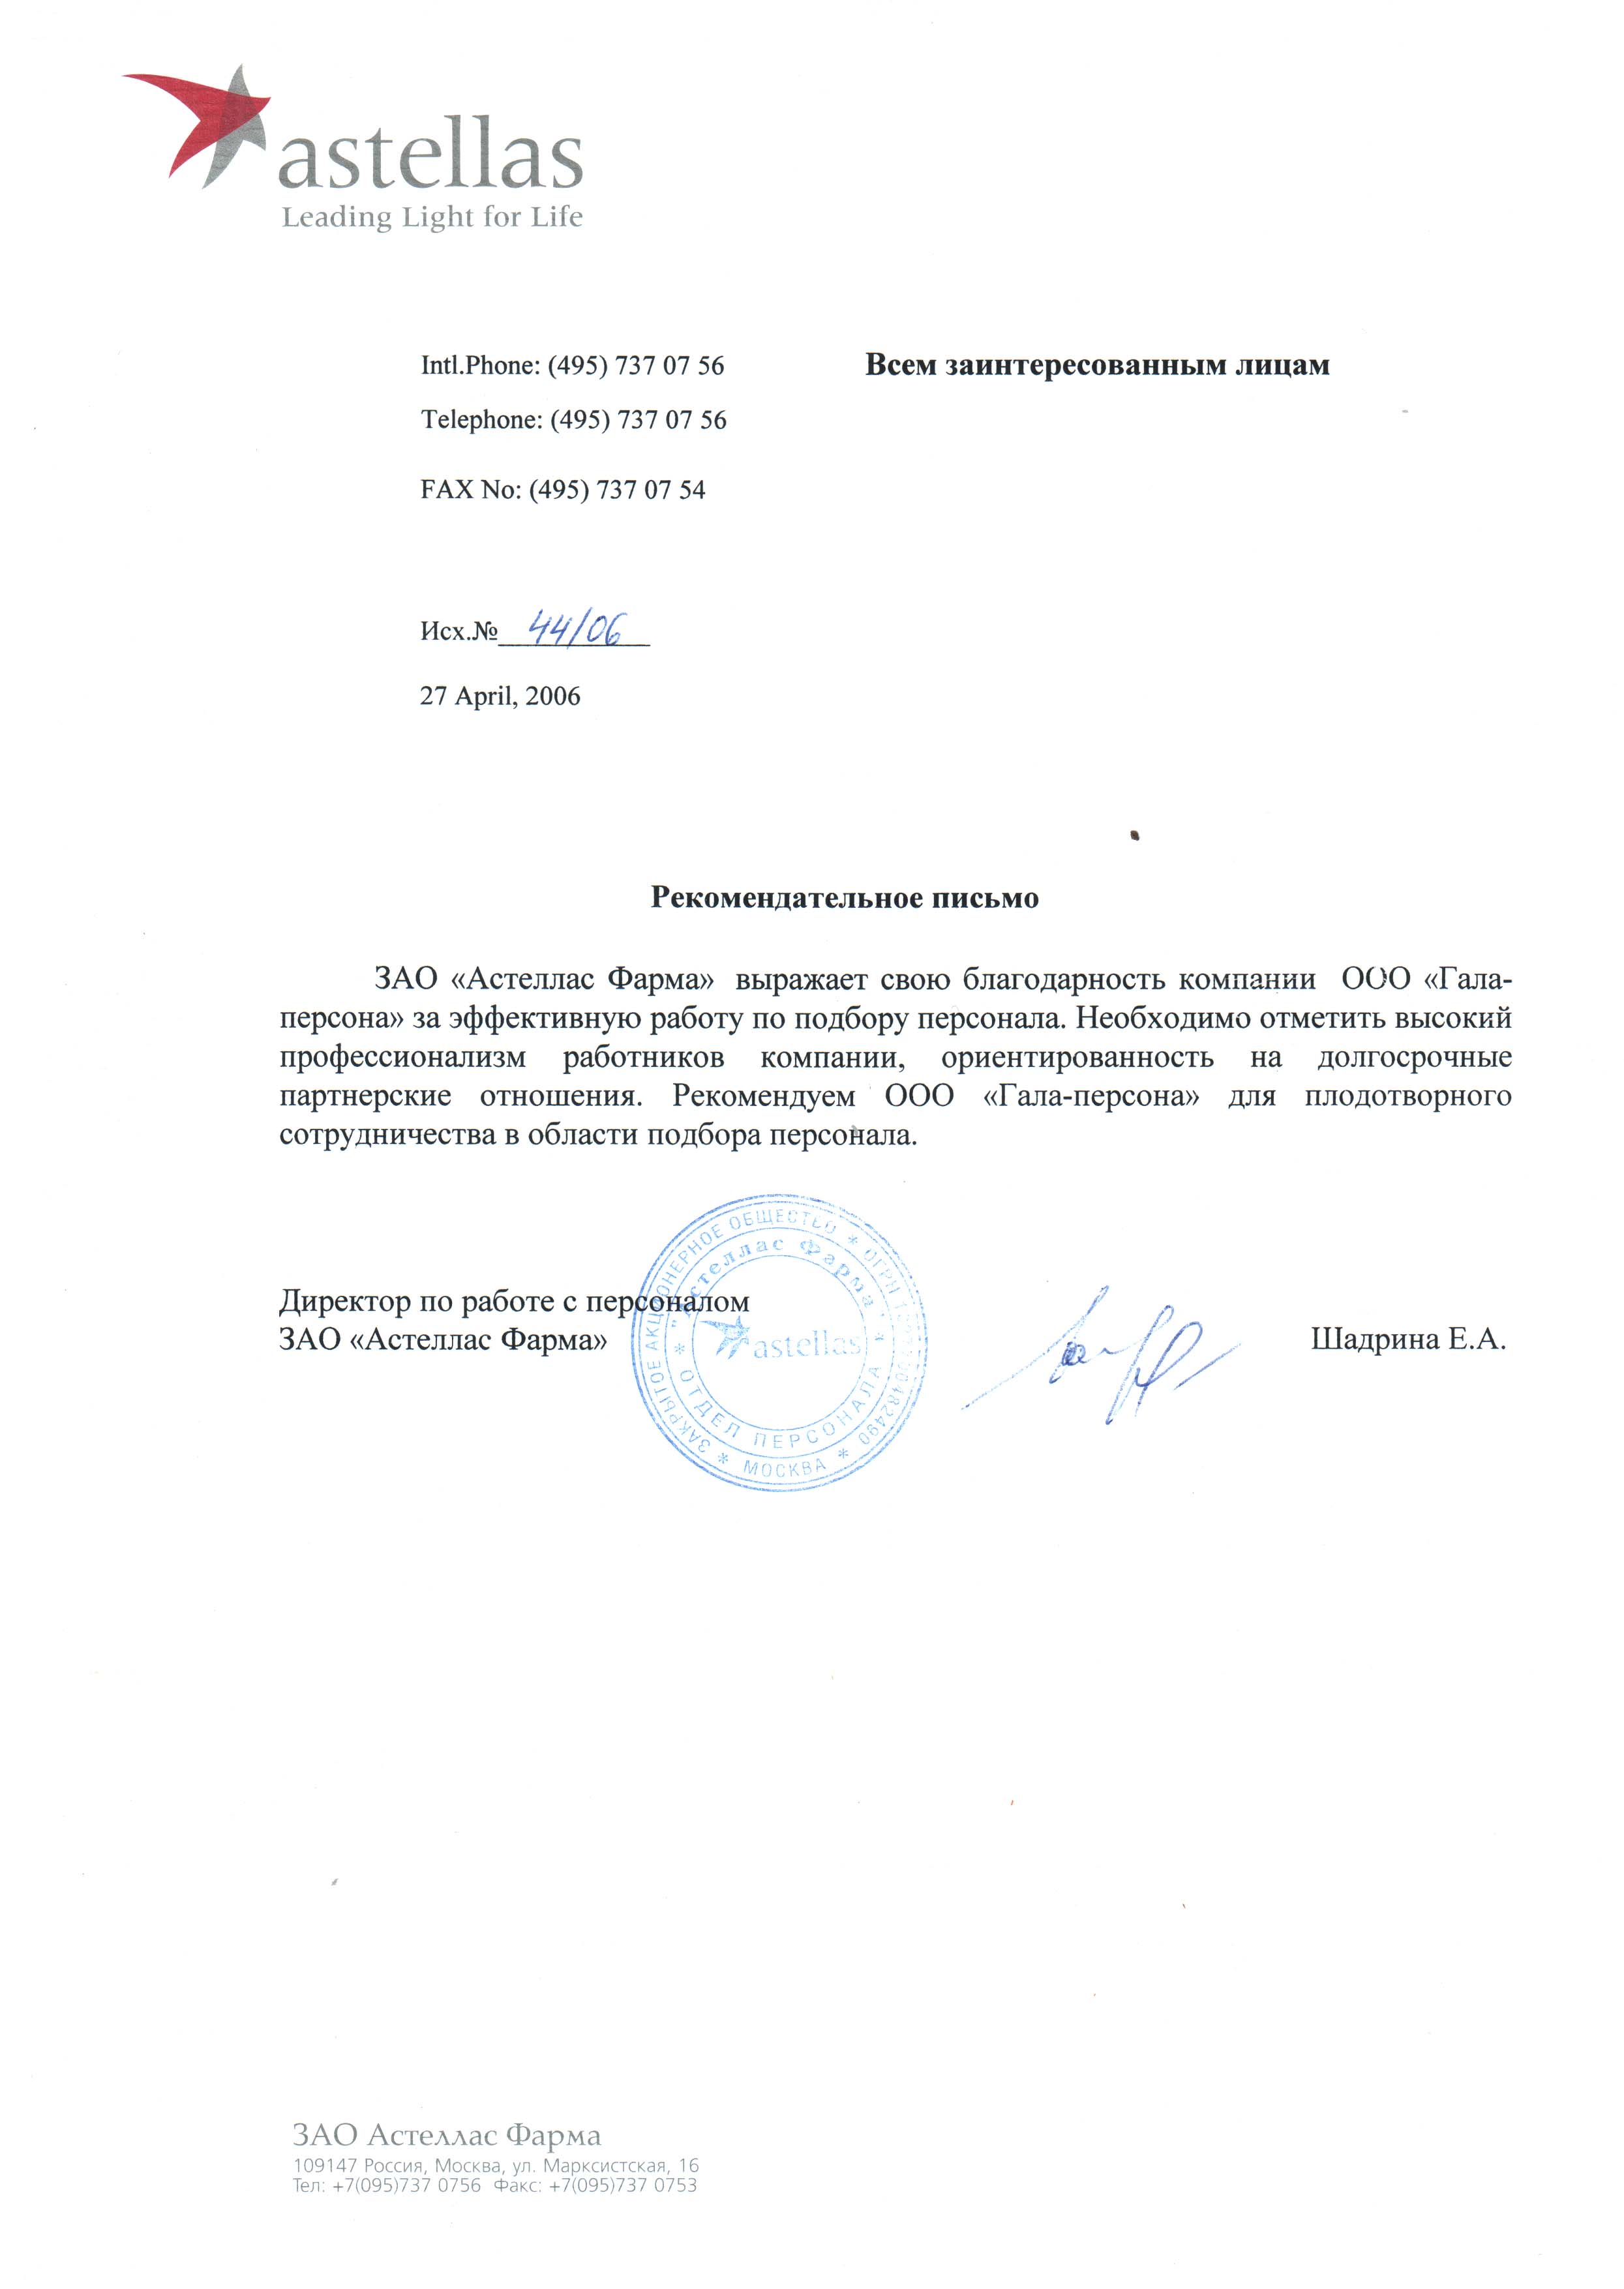 astellas
Leading Light for Life
Intl.Phone: (495) 737 07 56
Всем заинтересованным лицам
Telephone: (495) 737 07 56
FAX No: (495) 737 07 54
Исх.№ 44/06
27 April, 2006
Рекомендательное письмо
ЗАО «Астеллас Фарма» выражает свою благодарность компании ООО «Гала-
персона» за эффективную работу по подбору персонала. Необходимо отметить высокий
профессионализм работников компании, ориентированность на долгосрочные
партнерские отношения. Рекомендуем ООО «Гала-персона» для плодотворного
сотрудничества в области подбора персонала.
Директор по работе с персоналом
ЗАО «Астеллас Фарма»
Шадрина Е.А.
ЗАКРЫТОЕ АКЦИОНЕРНОЕ ОБЩЕСТВО * ОГРН
* МОСКВА *
"Астеллас Фарма"
* ОТДЕЛ ПЕРСОНАЛА *
astellas
ЗАО Астеллас Фарма
109147 Россия, Москва, ул. Марксистская, 16
Тел: +7(095)737 0756 Факс: +7(095)737 0753